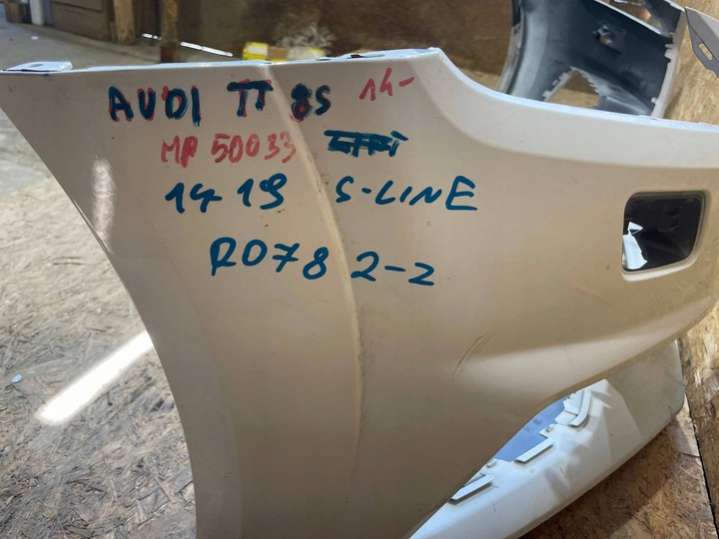 AUDI TT 8S 14-
MP 50033
14 19 S-LINE
R078 2-2